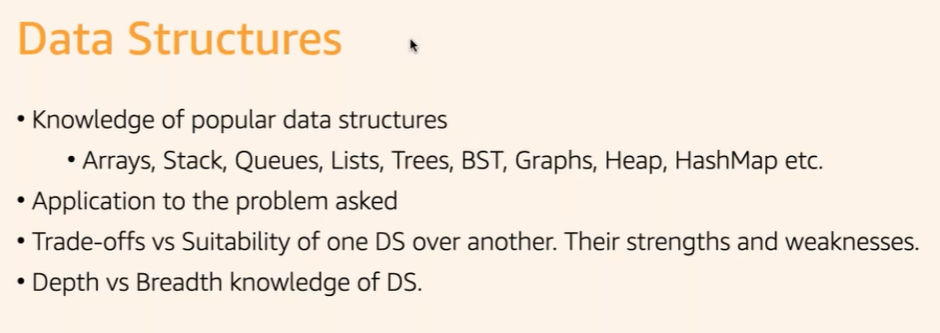 Data Structures
• Knowledge of popular data structures
• Arrays, Stack, Queues, Lists, Trees, BST, Graphs, Heap, HashMap etc.
• Application to the problem asked
• Trade-offs vs Suitability of one DS over another. Their strengths and weaknesses.
• Depth vs Breadth knowledge of DS.